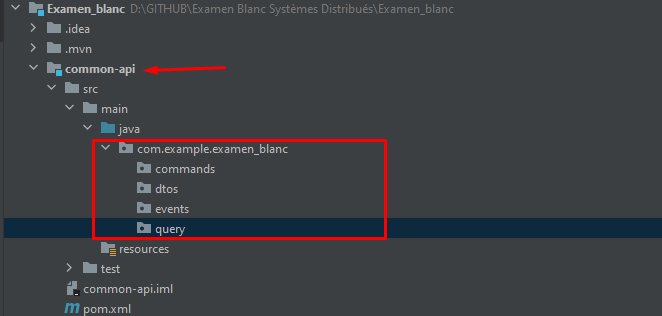 Examen_blanc D:\GITHUB\Examen Blanc Systèmes Distribués\Examen_blanc
.idea
.mvn
common-api
src
main
java
com.example.examen_blanc
commands
dtos
events
query
resources
test
common-api.iml
m pom.xml